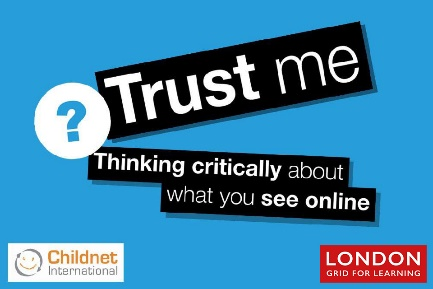 Trust me
?
Thinking critically about
what you see online
Childnet
International
LONDON
GRID FOR LEARNING